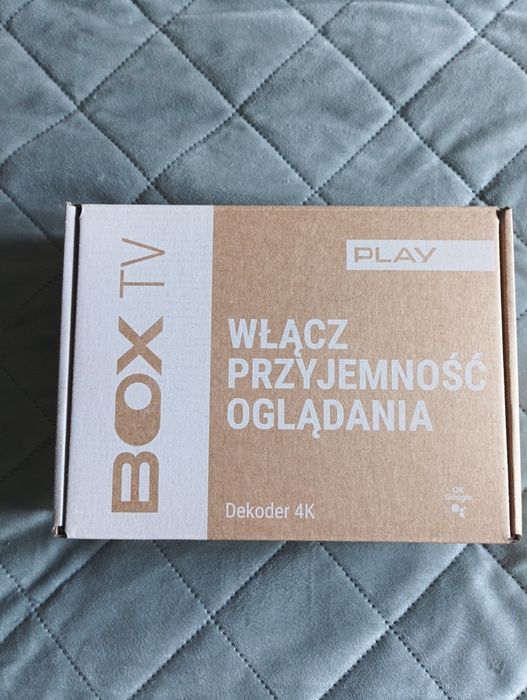 BOX TV
PLAY
WŁĄCZ
PRZYJEMNOŚĆ
OGLĄDANIA
Dekoder 4K
OK
Google